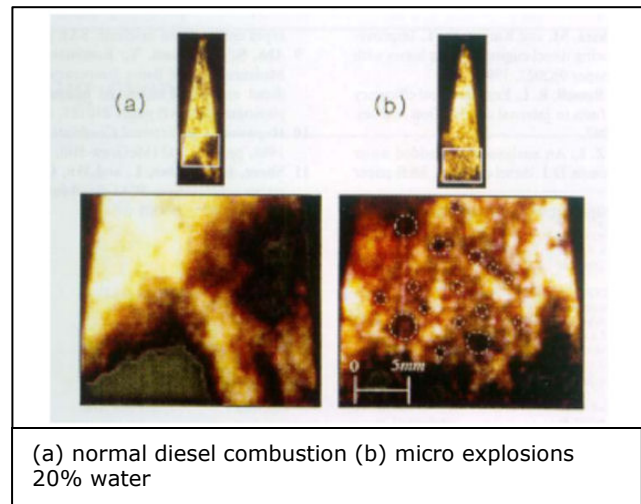 (a) (b)
0 5mm
(a) normal diesel combustion (b) micro explosions
20% water